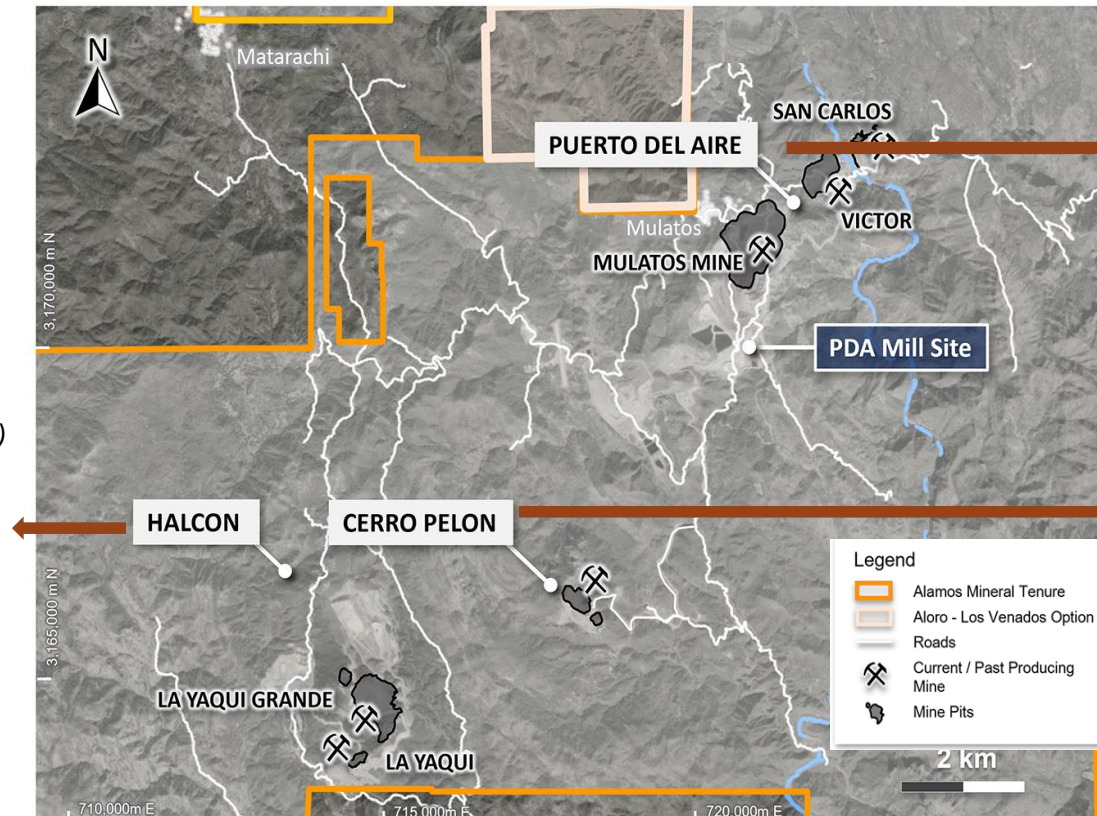 N
Matarachi
SAN CARLOS
PUERTO DEL AIRE
VICTOR
Mulatos
MULATOS MINE
3,170,000 m N
PDA Mill Site
)
HALCON
CERRO PELON
Legend
Alamos Mineral Tenure
Aloro - Los Venados Option
Roads
Current / Past Producing
Mine
Mine Pits
3,165,000 m N
LA YAQUI GRANDE
LA YAQUI
2 km
710,000m E
715,000m E
720,000m E